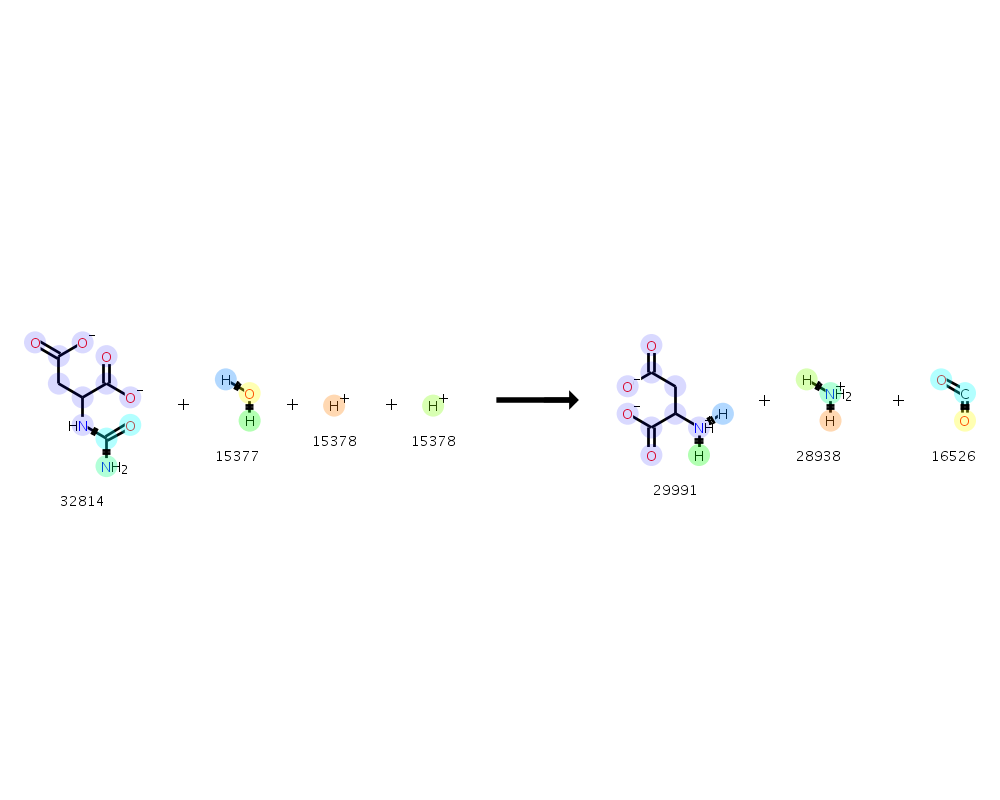 O O⁻ O O⁻ HN O NH₂
32814
+
H O H
15377
+
H⁺
15378
+
H⁺
15378
O O⁻ O⁻ O NH⁺ H H
29991
+
H NH₂⁺ H
28938
+
O C O
16526